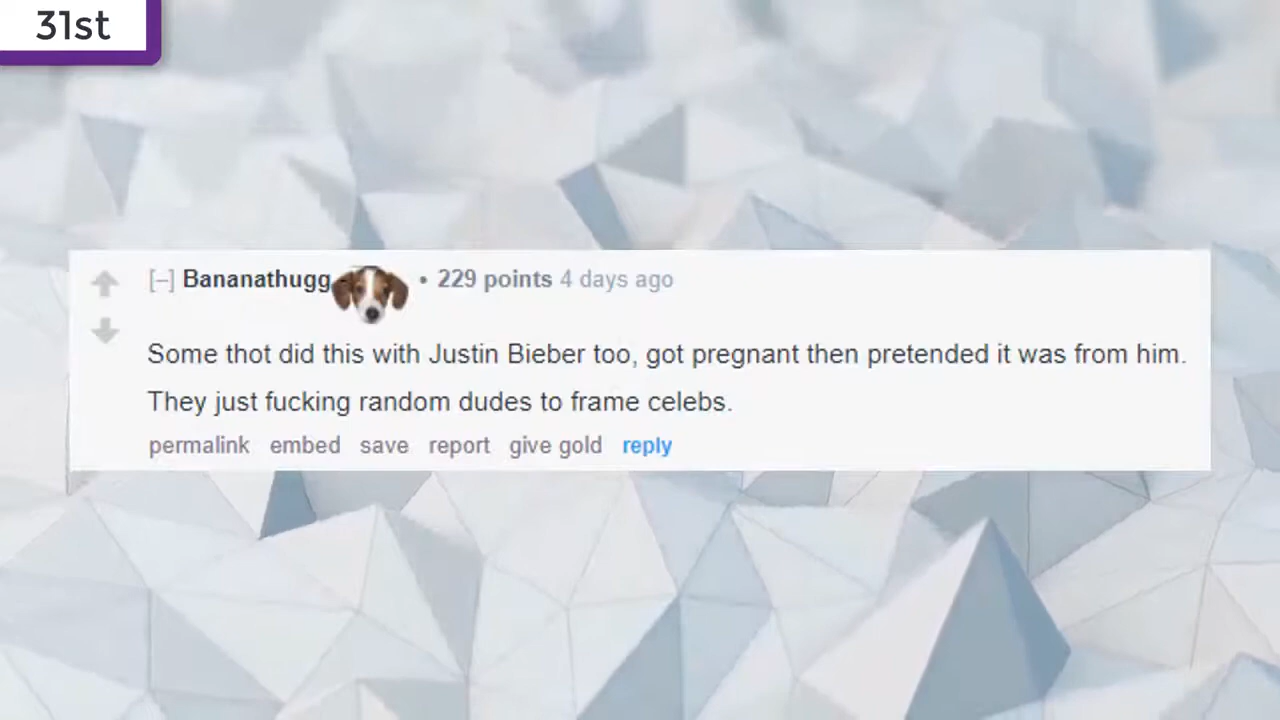 31st
[–] Bananathugg • 229 points 4 days ago
Some thot did this with Justin Bieber too, got pregnant then pretended it was from him.
They just fucking random dudes to frame celebs.
permalink embed save report give gold reply